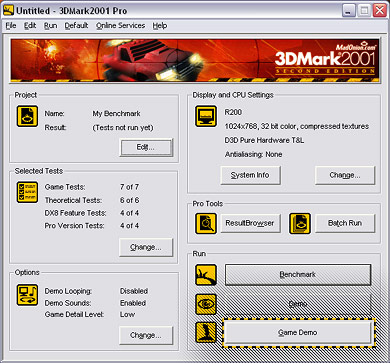 Untitled - 3DMark2001 Pro
File Edit Run Default Online Services Help
MadOnion.com
3DMark2001
SECOND EDITION
Project
Name: My Benchmark
Result: (Tests not run yet)
Edit...
Selected Tests
Game Tests: 7 of 7
Theoretical Tests: 6 of 6
DX8 Feature Tests: 4 of 4
Pro Version Tests: 4 of 4
Change...
Options
Demo Looping: Disabled
Demo Sounds: Enabled
Game Detail Level: Low
Change...
Display and CPU Settings
R200
1024x768, 32 bit color, compressed textures
D3D Pure Hardware T&L
Antialiasing: None
System Info
Change...
Pro Tools
ResultBrowser
Batch Run
Run
Benchmark
Demo
Game Demo